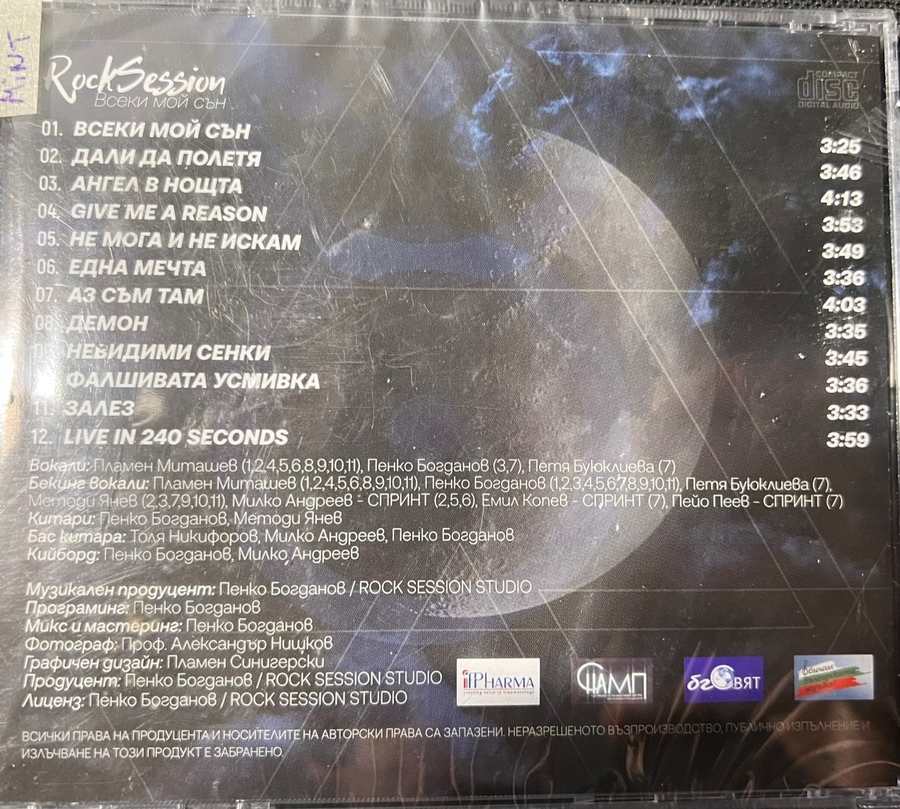 MINT
RockSession
Всеки мой сън
COMPACT
disc
DIGITAL AUDIO
01. ВСЕКИ МОЙ СЪН 3:25
02. ДАЛИ ДА ПОЛЕТЯ 3:46
03. АНГЕЛ В НОЩТА 4:13
04. GIVE ME A REASON 3:53
05. НЕ МОГА И НЕ ИСКАМ 3:49
06. ЕДНА МЕЧТА 3:36
07. АЗ СЪМ ТАМ 4:03
08. ДЕМОН 3:35
НЕВИДИМИ СЕНКИ 3:45
ФАЛШИВАТА УСМИВКА 3:36
11. ЗАЛЕЗ 3:33
12. LIVE IN 240 SECONDS 3:59
Вокали: Пламен Миташев (1,2,4,5,6,8,9,10,11), Пенко Богданов (3,7), Петя Буюклиева (7)
Бекинг вокали: Пламен Миташев (1,2,4,5,6,8,9,10,11), Пенко Богданов (1,2,3,4,5,6,7,8,9,10,11), Петя Буюклиева (7),
Методи Янев (2,3,7,9,10,11), Милко Андреев - СПРИНТ (2,5,6), Емил Копев - СПРИНТ (7), Пейо Пеев - СПРИНТ (7)
Китари: Пенко Богданов, Методи Янев
Бас китара: Толя Никифоров, Милко Андреев, Пенко Богданов
Кийборд: Пенко Богданов, Милко Андреев
Музикален продуцент: Пенко Богданов / ROCK SESSION STUDIO
Програминг: Пенко Богданов
Микс и мастеринг: Пенко Богданов
Фотограф: Проф. Александър Нишков
Графичен дизайн: Пламен Синигерски
Продуцент: Пенко Богданов / ROCK SESSION STUDIO
Лиценз: Пенко Богданов / ROCK SESSION STUDIO
PHARMA
бг СВЯТ
ВСИЧКИ ПРАВА НА ПРОДУЦЕНТА И НОСИТЕЛИТЕ НА АВТОРСКИ ПРАВА СА ЗАПАЗЕНИ. НЕРАЗРЕШЕНОТО ВЪЗПРОИЗВОДСТВО, ПУБЛИЧНО ИЗПЪЛНЕНИЕ И
ИЗЛЪЧВАНЕ НА ТОЗИ ПРОДУКТ Е ЗАБРАНЕНО.